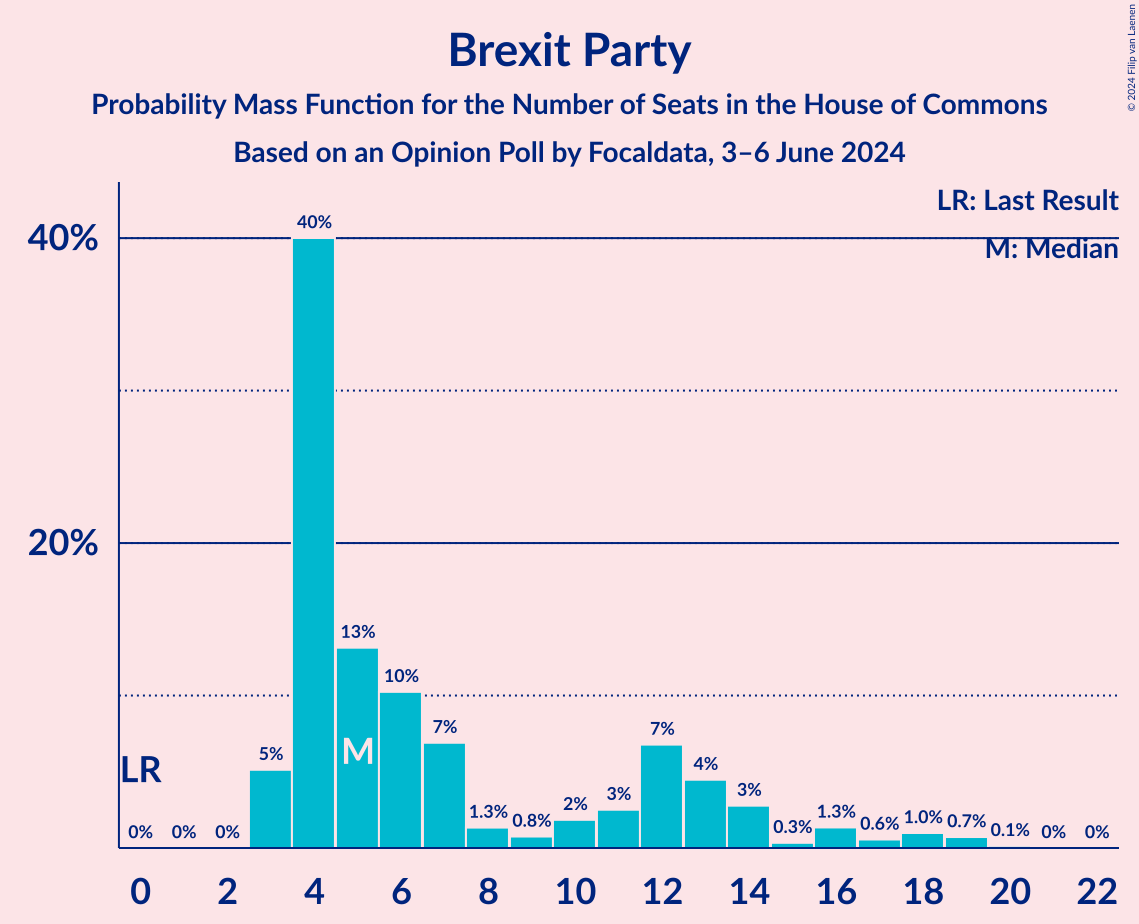 Brexit Party
Probability Mass Function for the Number of Seats in the House of Commons
Based on an Opinion Poll by Focaldata, 3–6 June 2024
© 2024 Filip van Laenen
LR: Last Result
M: Median
40%
20%
LR
M
0% 0% 0% 5% 40% 13% 10% 7% 1.3% 0.8% 2% 3% 7% 4% 3% 0.3% 1.3% 0.6% 1.0% 0.7% 0.1% 0% 0%
0 2 4 6 8 10 12 14 16 18 20 22